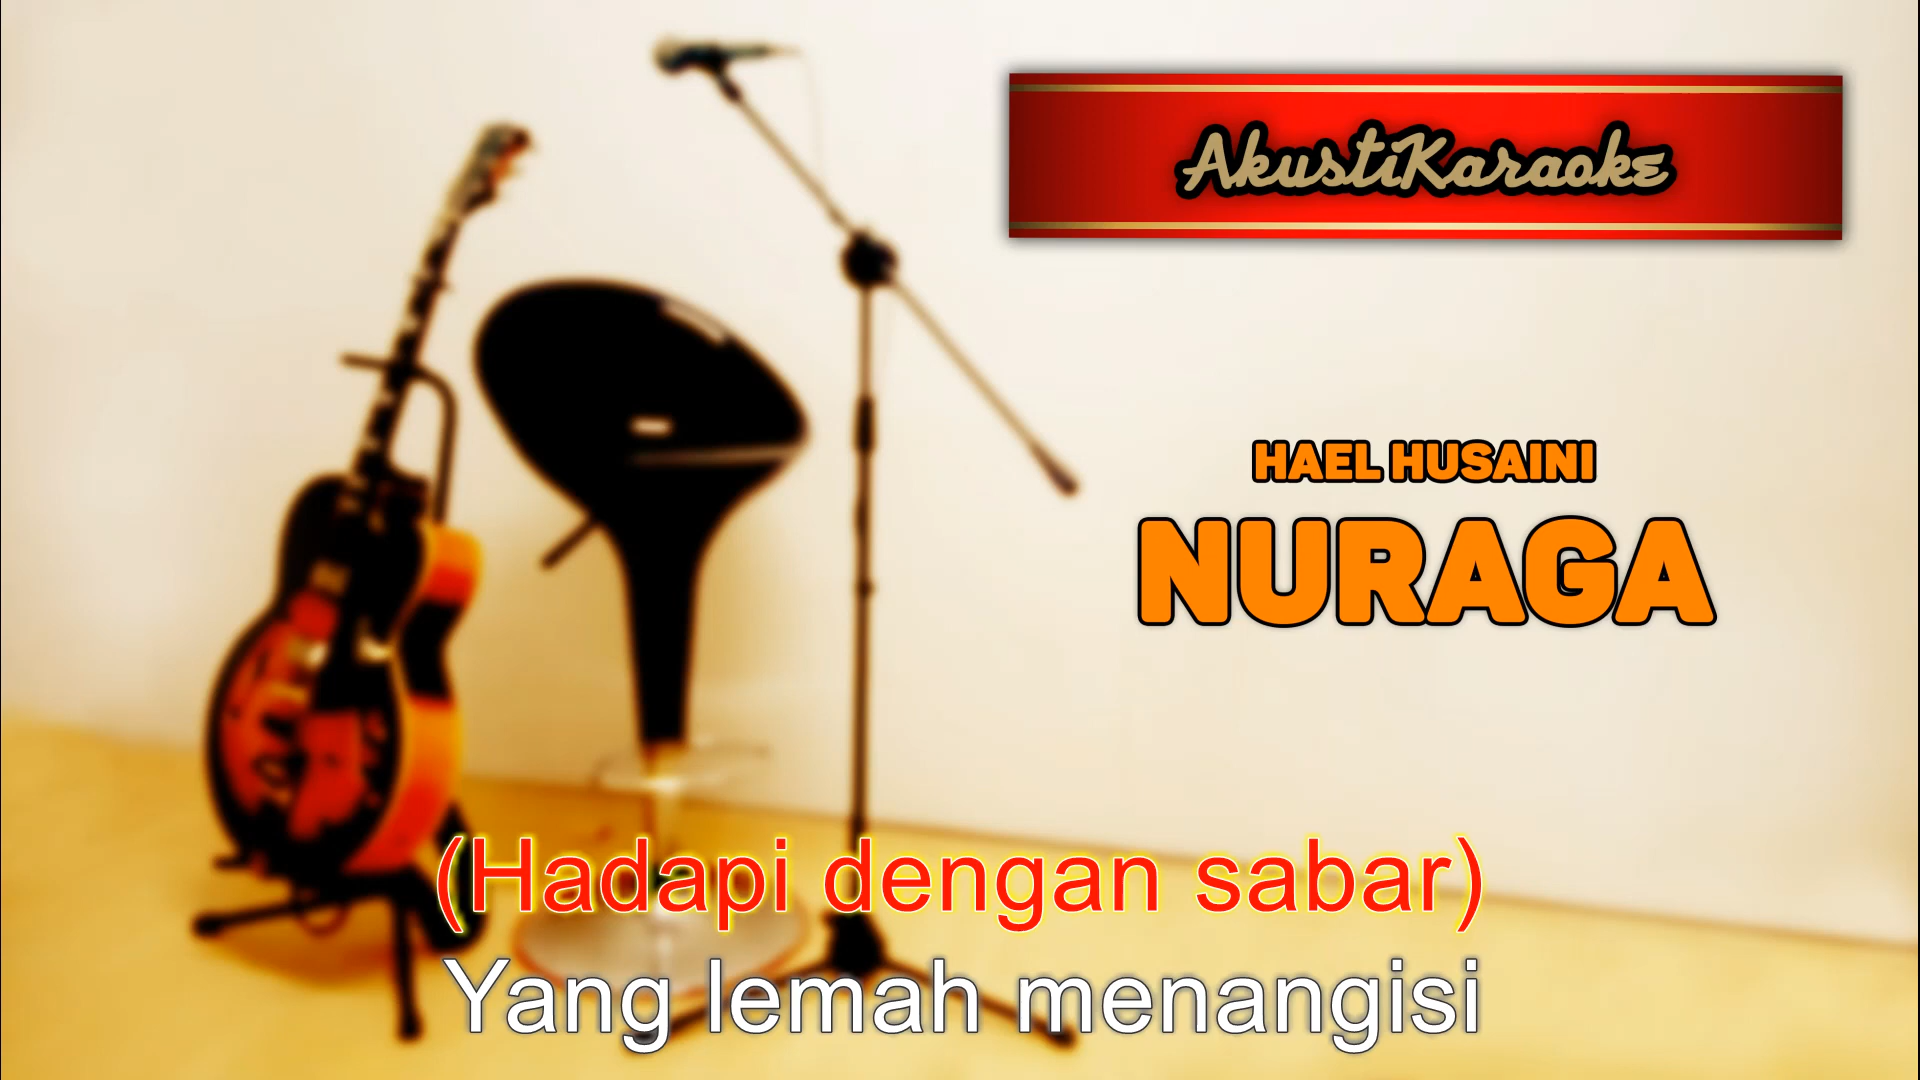 AkustiKaraoke
HAEL HUSAINI
NURAGA
(Hadapi dengan sabar)
Yang lemah menangisi